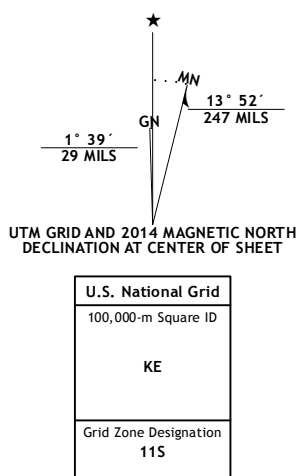 ★
MN
GN
13° 52´
247 MILS
1° 39´
29 MILS
UTM GRID AND 2014 MAGNETIC NORTH
DECLINATION AT CENTER OF SHEET
U.S. National Grid
100,000-m Square ID
KE
Grid Zone Designation
11S